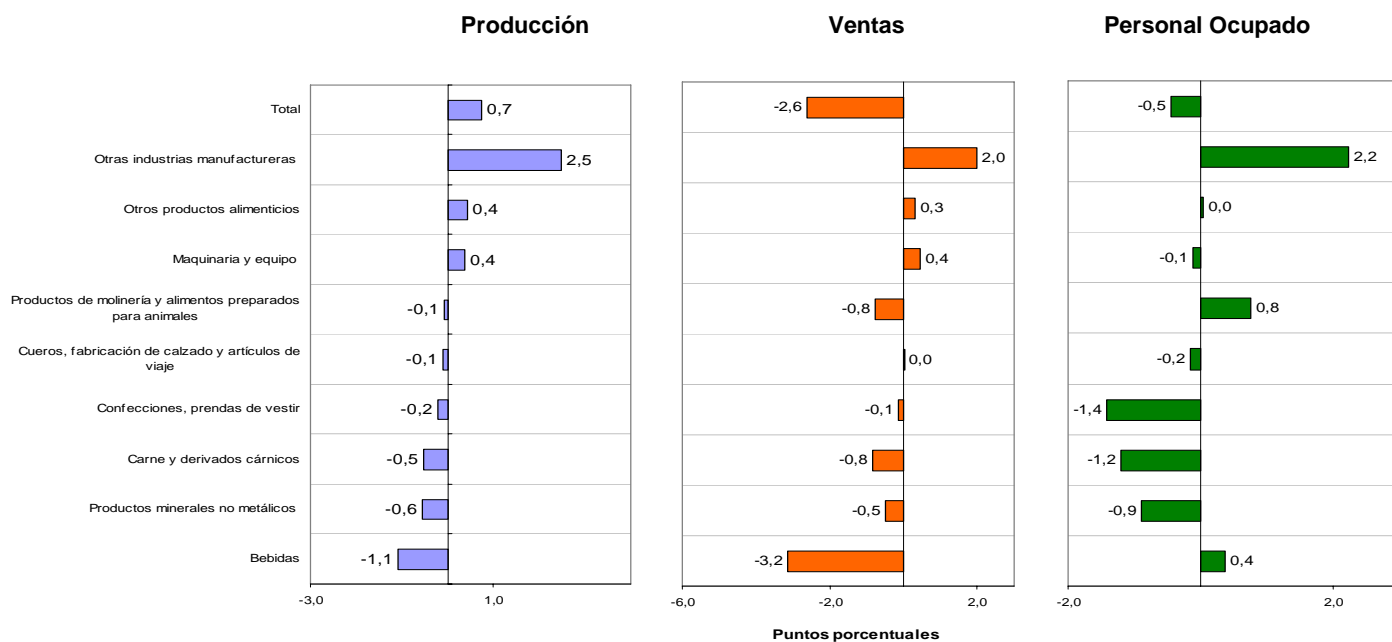 Producción
Ventas
Personal Ocupado
Total
0,7
-2,6
-0,5
Otras industrias manufactureras
2,5
2,0
2,2
Otros productos alimenticios
0,4
0,3
0,0
Maquinaria y equipo
0,4
0,4
-0,1
Productos de molinería y alimentos preparados
para animales
-0,1
-0,8
0,8
Cueros, fabricación de calzado y artículos de
viaje
-0,1
0,0
-0,2
Confecciones, prendas de vestir
-0,2
-0,1
-1,4
Carne y derivados cárnicos
-0,5
-0,8
-1,2
Productos minerales no metálicos
-0,6
-0,5
-0,9
Bebidas
-1,1
-3,2
0,4
-3,0 1,0
-6,0 -2,0 2,0
-2,0 2,0
Puntos porcentuales